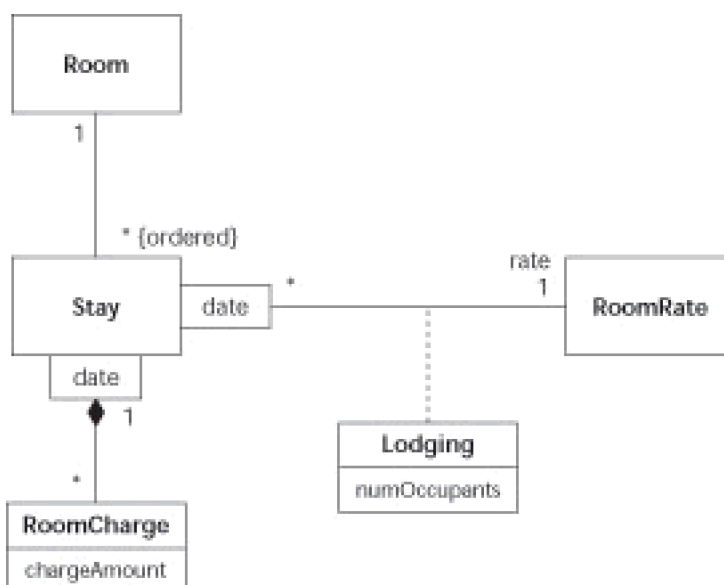 Room
1
* {ordered}
Stay
date
*
rate
1
RoomRate
date
1
Lodging
numOccupants
*
RoomCharge
chargeAmount